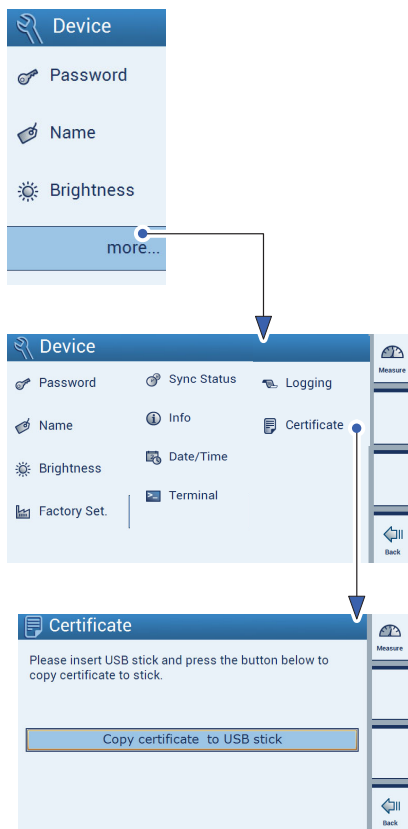 Device
Password
Name
Brightness
more...
Device
Measure
Password
Sync Status
Logging
Name
Info
Certificate
Brightness
Date/Time
Factory Set.
Terminal
Back
Certificate
Measure
Please insert USB stick and press the button below to
copy certificate to stick.
Copy certificate to USB stick
Back